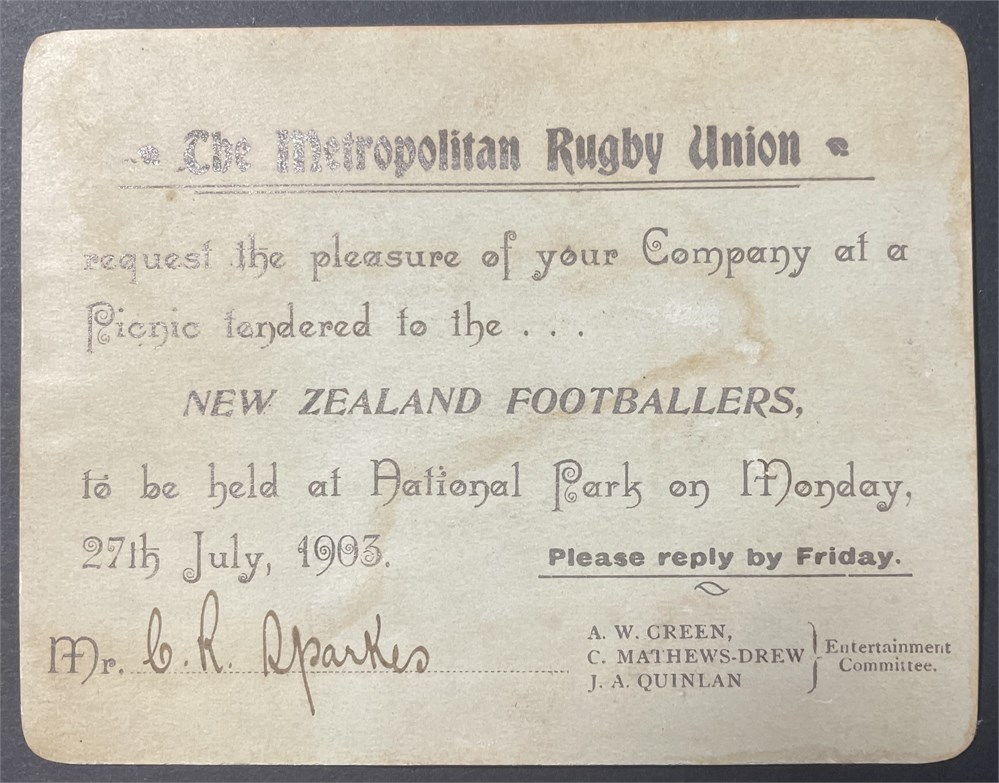 The Metropolitan Rugby Union
request the pleasure of your Company at a
Picnic tendered to the . . .
NEW ZEALAND FOOTBALLERS,
to be held at National Park on Monday,
27th July, 1903.
Please reply by Friday.
Mr. C. R. Sparkes
A. W. GREEN,
C. MATHEWS-DREW
J. A. QUINLAN
Entertainment
Committee.